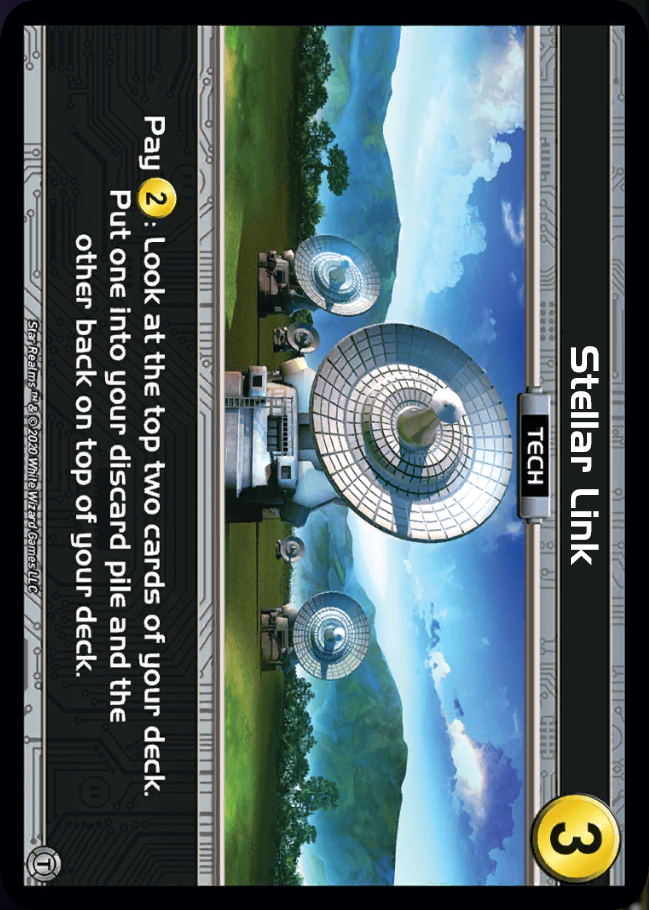 Stellar Link
3
TECH
Pay 2: Look at the top two cards of your deck.
Put one into your discard pile and the
other back on top of your deck.
Star Realms™ & © 2020 White Wizard Games LLC
T